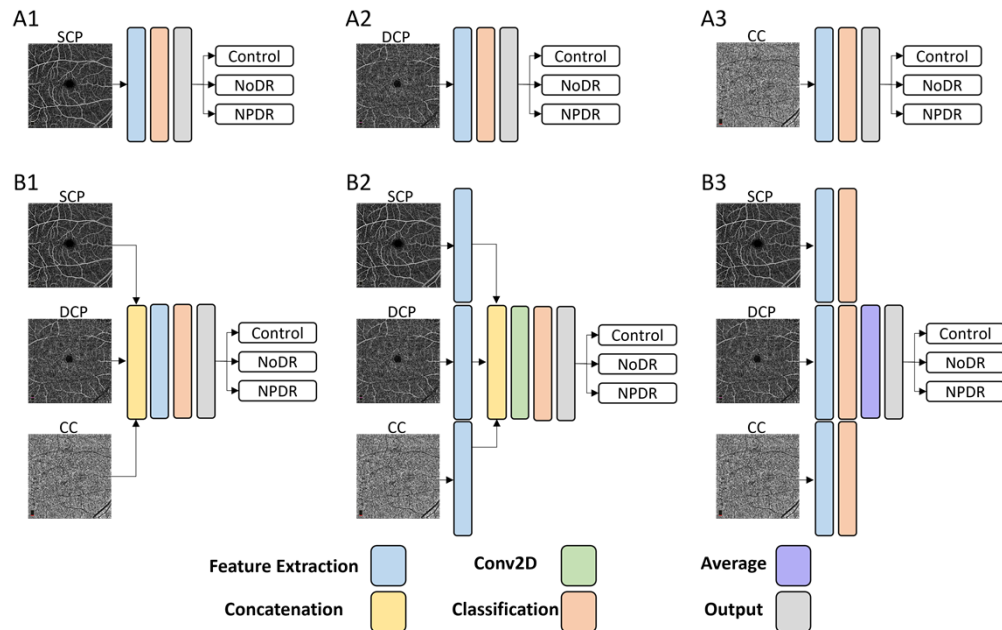 A1
SCP
Control
NoDR
NPDR
A2
DCP
Control
NoDR
NPDR
A3
CC
Control
NoDR
NPDR
B1
SCP
DCP
CC
Control
NoDR
NPDR
B2
SCP
DCP
CC
Control
NoDR
NPDR
B3
SCP
DCP
CC
Control
NoDR
NPDR
Feature Extraction
Conv2D
Average
Concatenation
Classification
Output